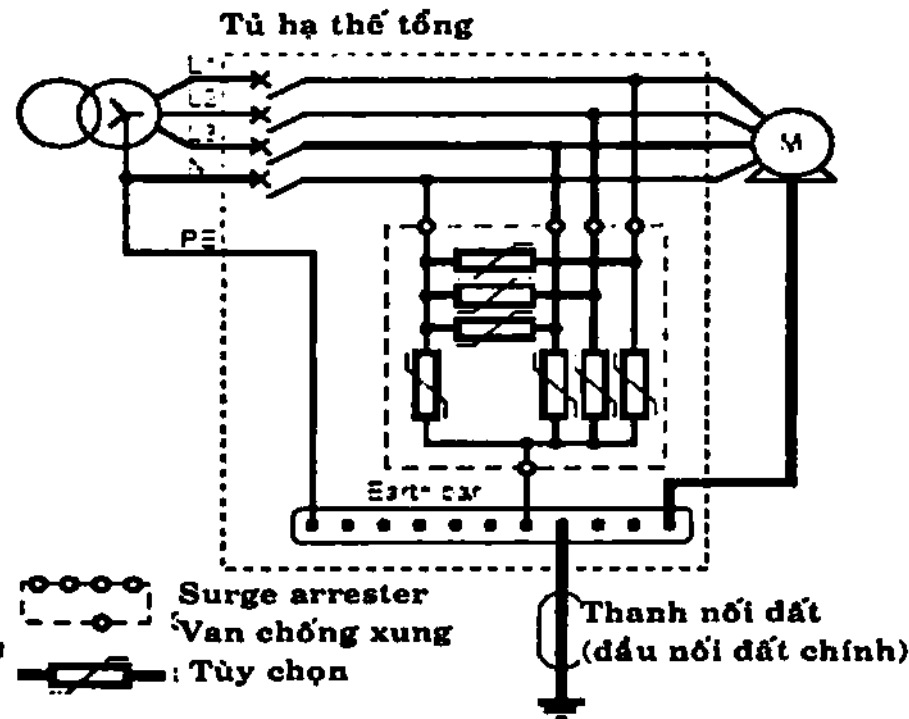 Tủ hạ thế tổng
L1
L2
L3
N
M
PE
Earth bar
Surge arrester
Van chống xung
: Tùy chọn
Thanh nối đất
(đầu nối đất chính)